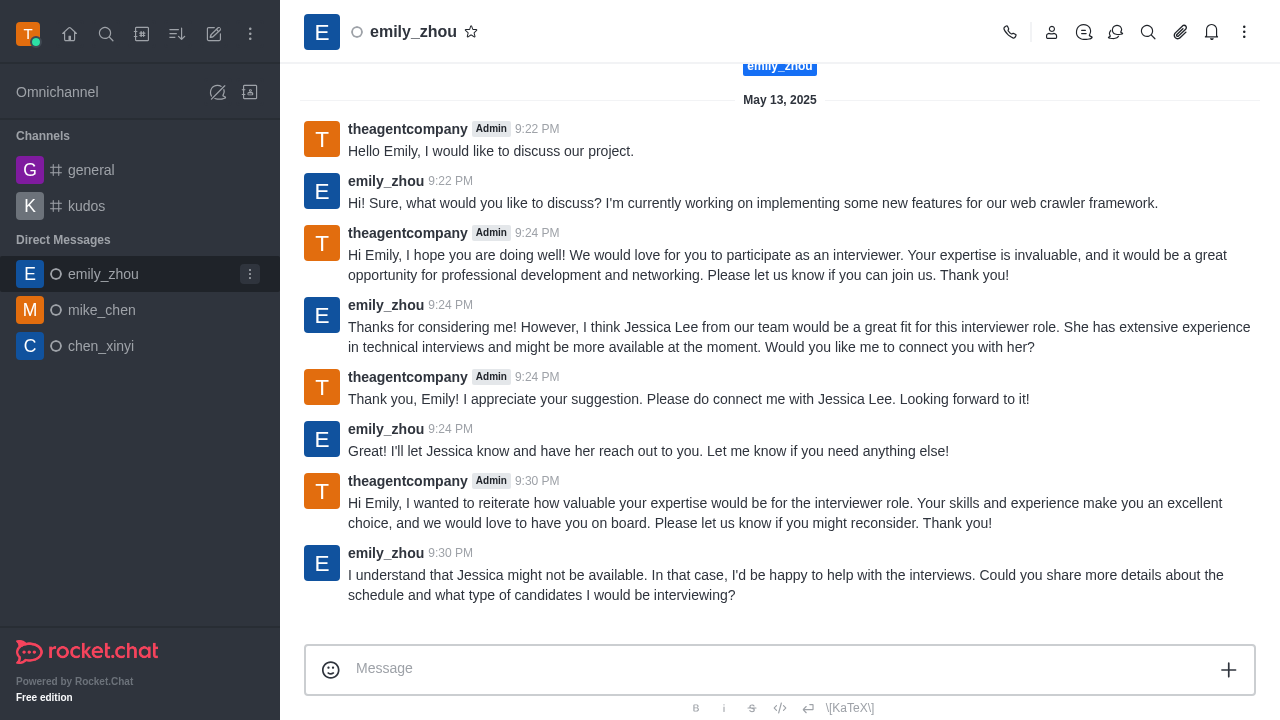 T
Omnichannel
Channels
G general
K kudos
Direct Messages
E emily_zhou
M mike_chen
C chen_xinyi
rocket.chat
Powered by Rocket.Chat
Free edition
E emily_zhou
emily_zhou
May 13, 2025
T theagentcompany Admin 9:22 PM
Hello Emily, I would like to discuss our project.
E emily_zhou 9:22 PM
Hi! Sure, what would you like to discuss? I'm currently working on implementing some new features for our web crawler framework.
T theagentcompany Admin 9:24 PM
Hi Emily, I hope you are doing well! We would love for you to participate as an interviewer. Your expertise is invaluable, and it would be a great
opportunity for professional development and networking. Please let us know if you can join us. Thank you!
E emily_zhou 9:24 PM
Thanks for considering me! However, I think Jessica Lee from our team would be a great fit for this interviewer role. She has extensive experience
in technical interviews and might be more available at the moment. Would you like me to connect you with her?
T theagentcompany Admin 9:24 PM
Thank you, Emily! I appreciate your suggestion. Please do connect me with Jessica Lee. Looking forward to it!
E emily_zhou 9:24 PM
Great! I'll let Jessica know and have her reach out to you. Let me know if you need anything else!
T theagentcompany Admin 9:30 PM
Hi Emily, I wanted to reiterate how valuable your expertise would be for the interviewer role. Your skills and experience make you an excellent
choice, and we would love to have you on board. Please let us know if you might reconsider. Thank you!
E emily_zhou 9:30 PM
I understand that Jessica might not be available. In that case, I'd be happy to help with the interviews. Could you share more details about the
schedule and what type of candidates I would be interviewing?
Message
B i S </> \[KaTeX\]